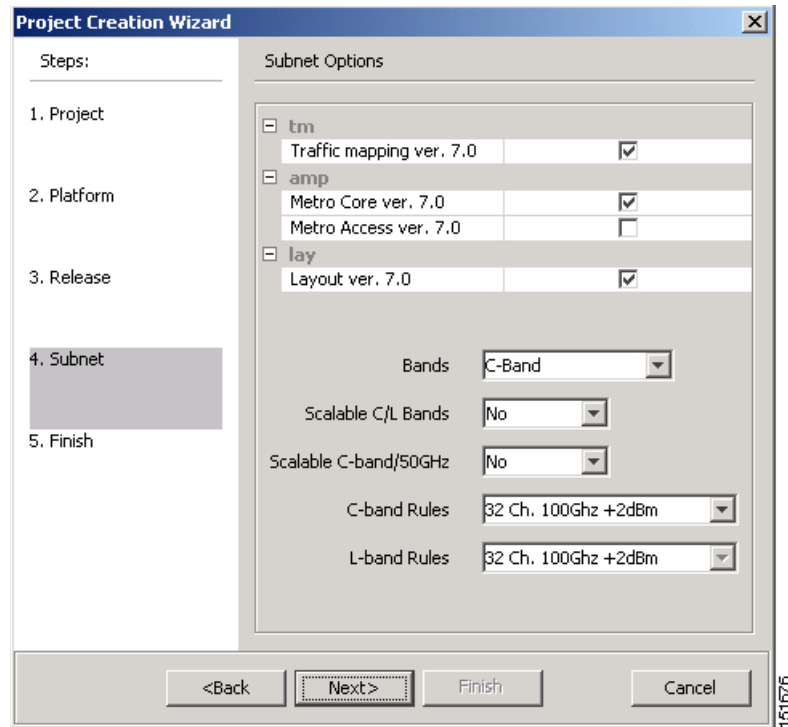 Project Creation Wizard
Steps:
1. Project
2. Platform
3. Release
4. Subnet
5. Finish
Subnet Options
tm
Traffic mapping ver. 7.0
amp
Metro Core ver. 7.0
Metro Access ver. 7.0
lay
Layout ver. 7.0
Bands C-Band
Scalable C/L Bands No
Scalable C-band/50GHz No
C-band Rules 32 Ch. 100Ghz +2dBm
L-band Rules 32 Ch. 100Ghz +2dBm
<Back Next> Finish Cancel
151676